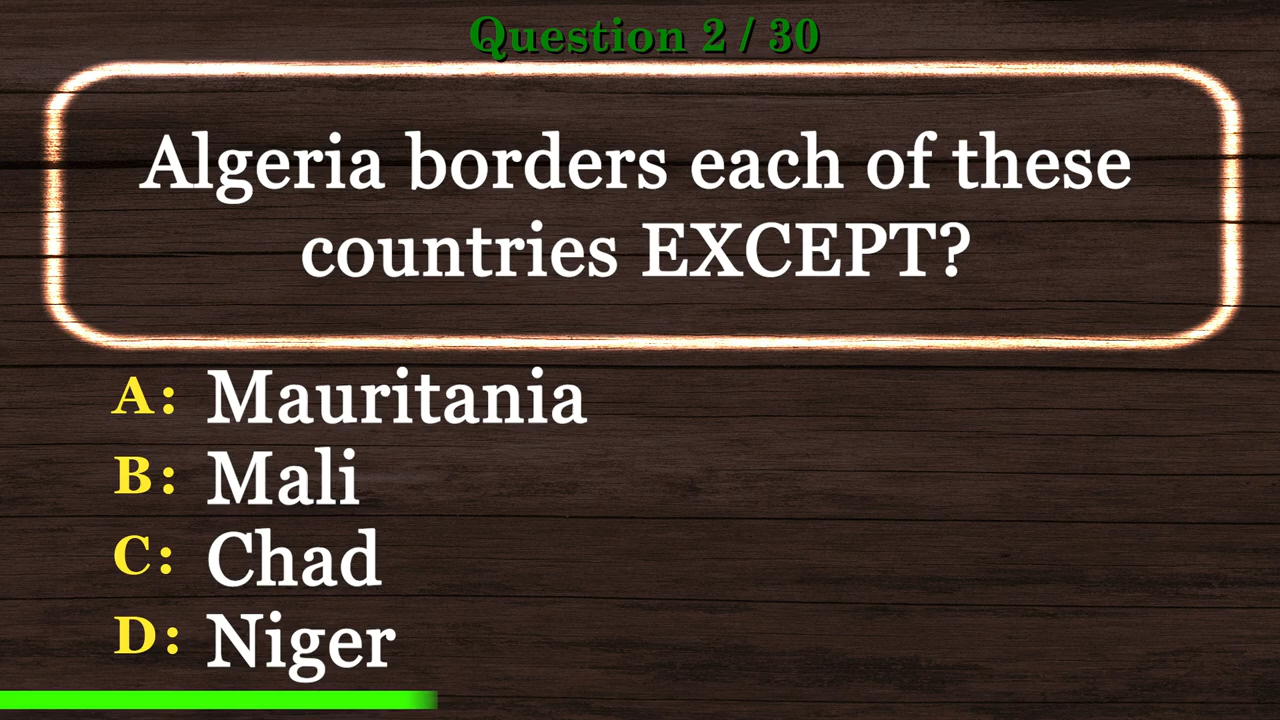 Question 2 / 30
Algeria borders each of these
countries EXCEPT?
A: Mauritania
B: Mali
C: Chad
D: Niger